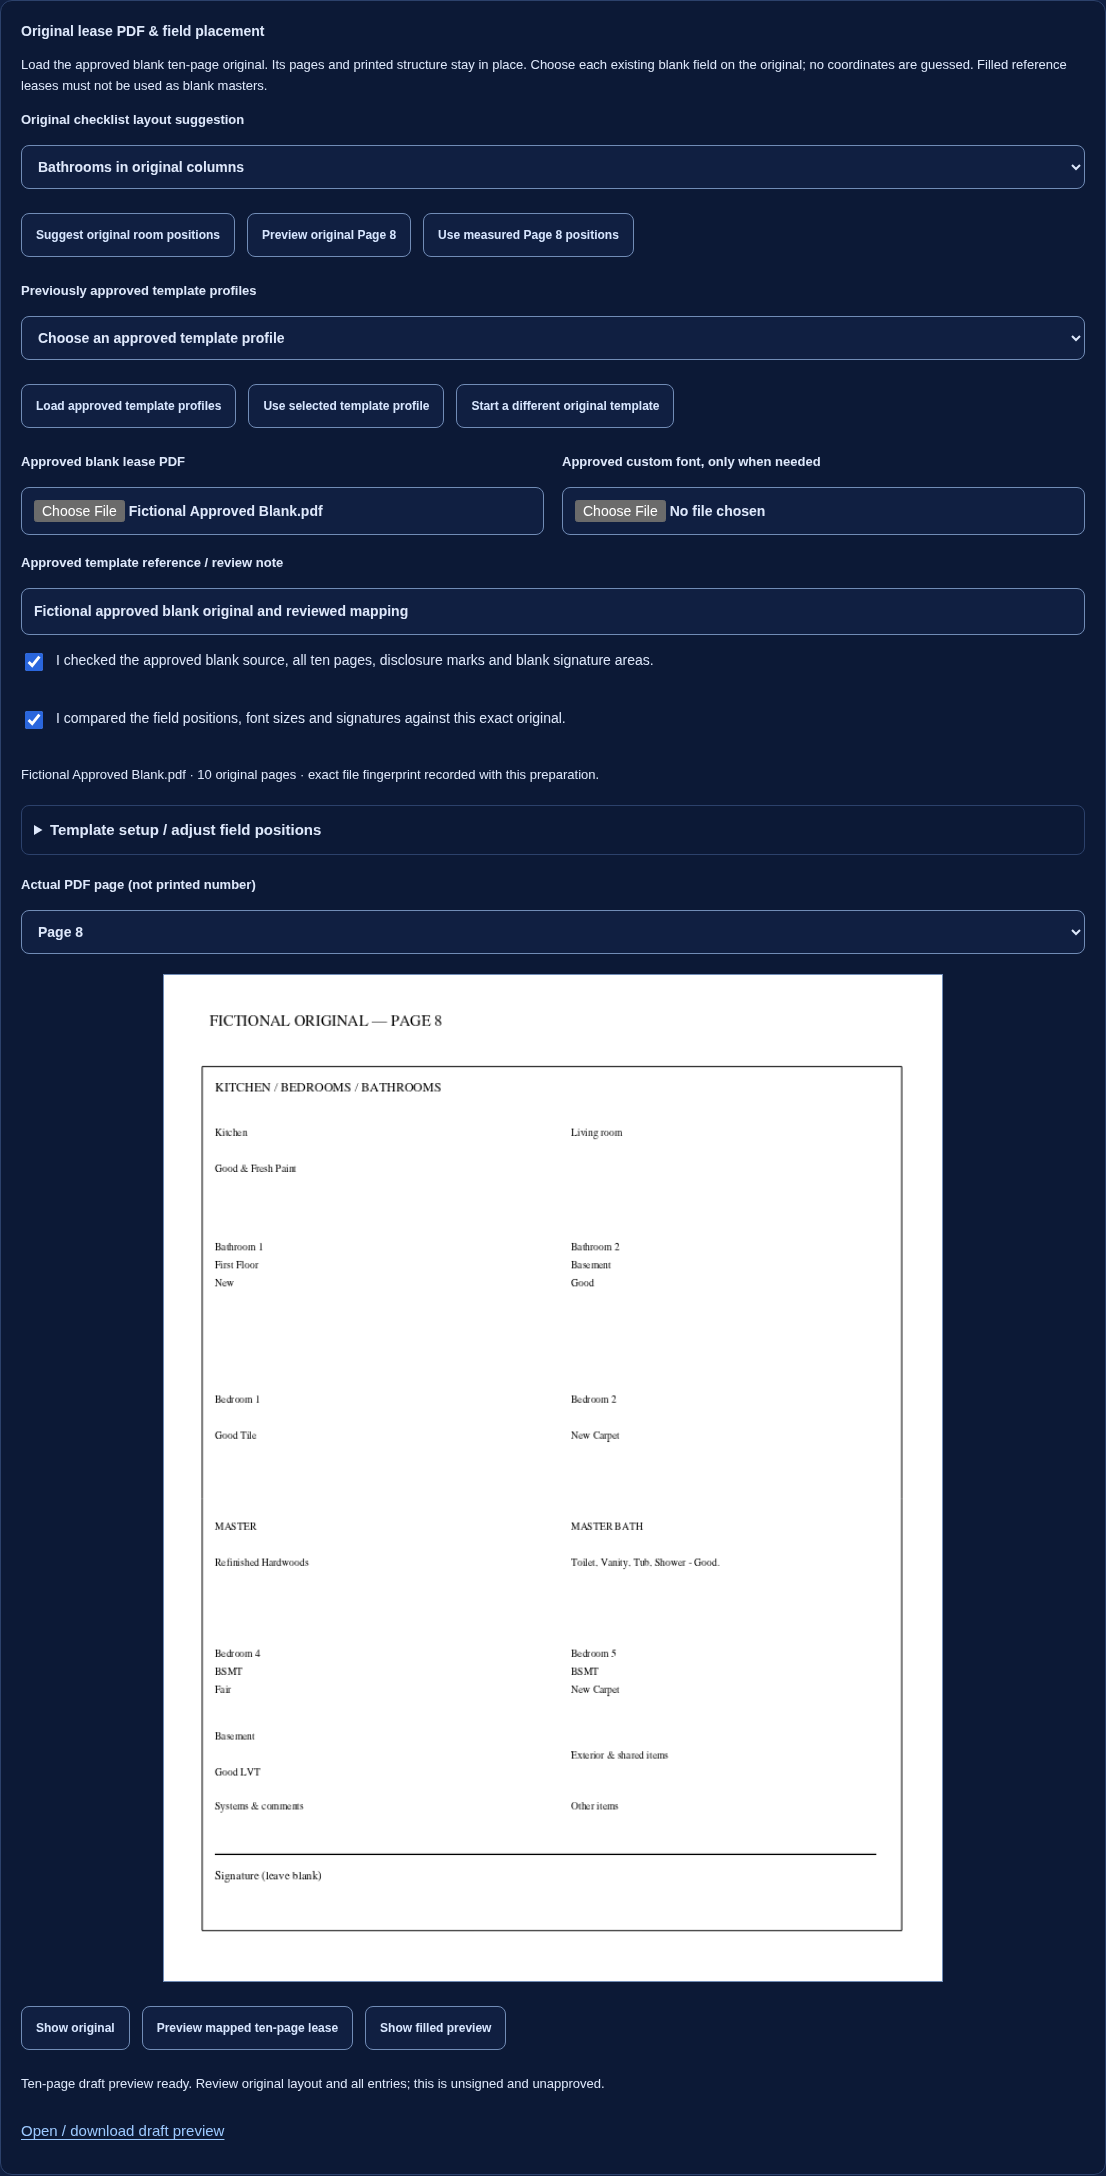 Original lease PDF & field placement
Load the approved blank ten-page original. Its pages and printed structure stay in place. Choose each existing blank field on the original; no coordinates are guessed. Filled reference
leases must not be used as blank masters.
Original checklist layout suggestion
Bathrooms in original columns
Suggest original room positions
Preview original Page 8
Use measured Page 8 positions
Previously approved template profiles
Choose an approved template profile
Load approved template profiles
Use selected template profile
Start a different original template
Approved blank lease PDF
Choose File Fictional Approved Blank.pdf
Approved custom font, only when needed
Choose File No file chosen
Approved template reference / review note
Fictional approved blank original and reviewed mapping
I checked the approved blank source, all ten pages, disclosure marks and blank signature areas.
I compared the field positions, font sizes and signatures against this exact original.
Fictional Approved Blank.pdf · 10 original pages · exact file fingerprint recorded with this preparation.
Template setup / adjust field positions
Actual PDF page (not printed number)
Page 8
FICTIONAL ORIGINAL — PAGE 8
KITCHEN / BEDROOMS / BATHROOMS
Kitchen
Living room
Good & Fresh Paint
Bathroom 1
Bathroom 2
First Floor
Basement
New
Good
Bedroom 1
Bedroom 2
Good Tile
New Carpet
MASTER
MASTER BATH
Refinished Hardwoods
Toilet, Vanity, Tub, Shower - Good.
Bedroom 4
Bedroom 5
BSMT
BSMT
Fair
New Carpet
Basement
Exterior & shared items
Good LVT
Systems & comments
Other items
Signature (leave blank)
Show original
Preview mapped ten-page lease
Show filled preview
Ten-page draft preview ready. Review original layout and all entries; this is unsigned and unapproved.
Open / download draft preview